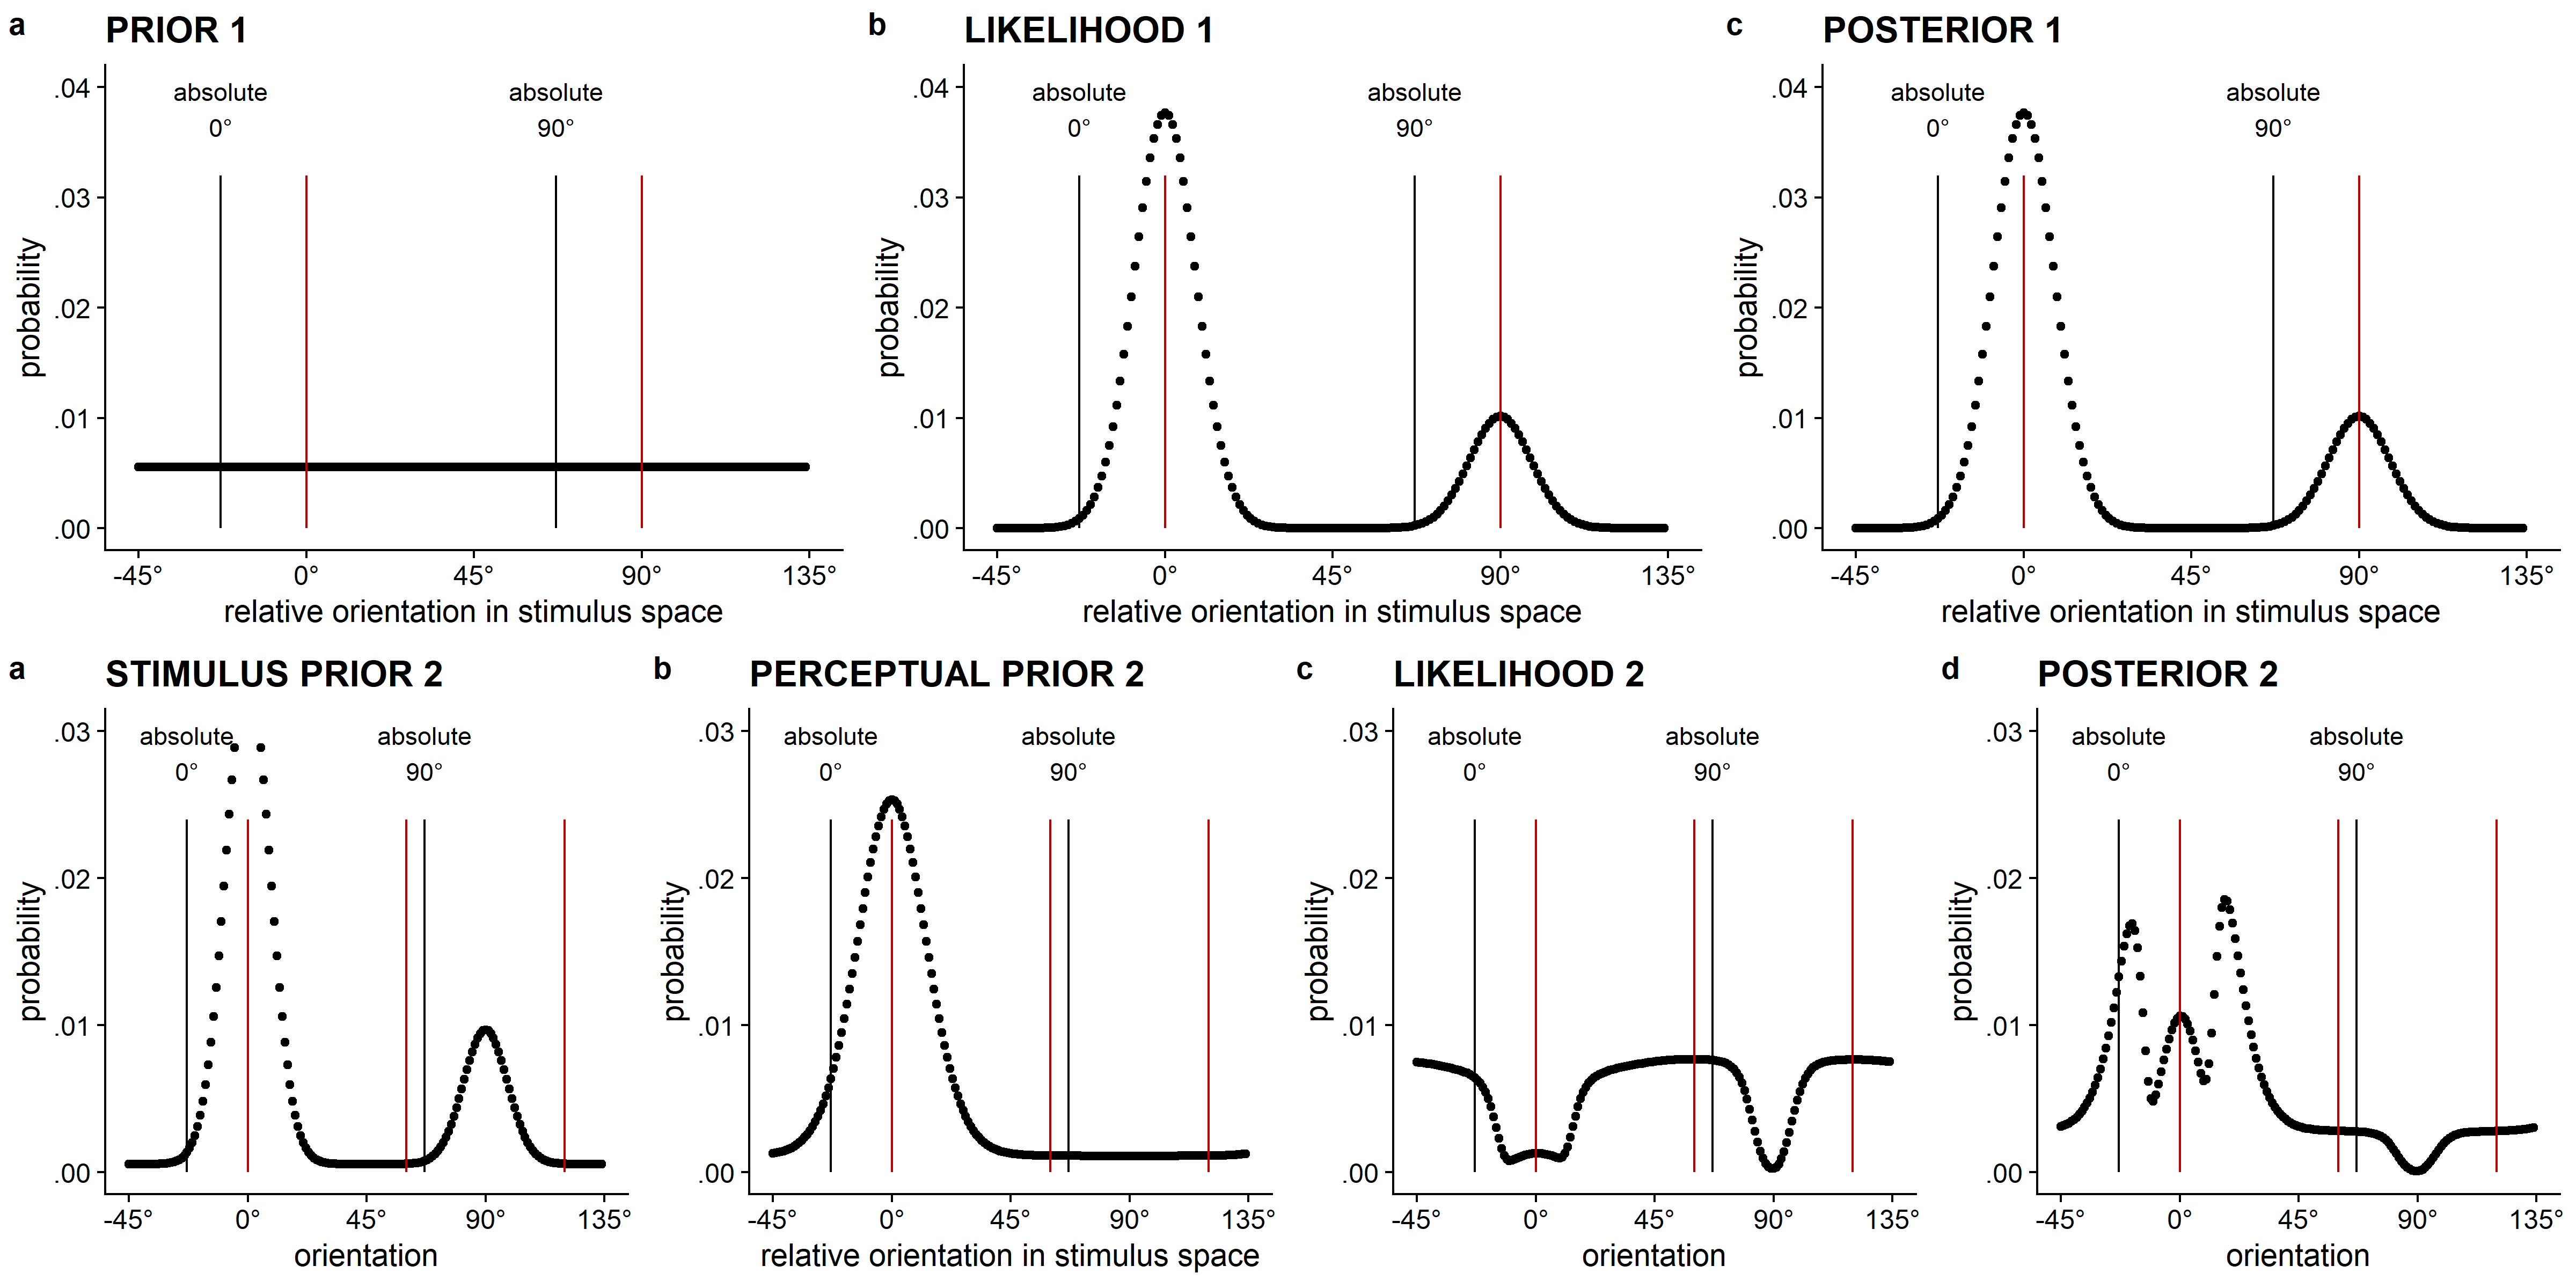 a PRIOR 1
.04
.03
.02
.01
.00
absolute
0°
absolute
90°
probability
-45° 0° 45° 90° 135°
relative orientation in stimulus space
b LIKELIHOOD 1
.04
.03
.02
.01
.00
absolute
0°
absolute
90°
probability
-45° 0° 45° 90° 135°
relative orientation in stimulus space
c POSTERIOR 1
.04
.03
.02
.01
.00
absolute
0°
absolute
90°
probability
-45° 0° 45° 90° 135°
relative orientation in stimulus space
a STIMULUS PRIOR 2
.03
.02
.01
.00
absolute
0°
absolute
90°
probability
-45° 0° 45° 90° 135°
orientation
b PERCEPTUAL PRIOR 2
.03
.02
.01
.00
absolute
0°
absolute
90°
probability
-45° 0° 45° 90° 135°
relative orientation in stimulus space
c LIKELIHOOD 2
.03
.02
.01
.00
absolute
0°
absolute
90°
probability
-45° 0° 45° 90° 135°
orientation
d POSTERIOR 2
.03
.02
.01
.00
absolute
0°
absolute
90°
probability
-45° 0° 45° 90° 135°
orientation